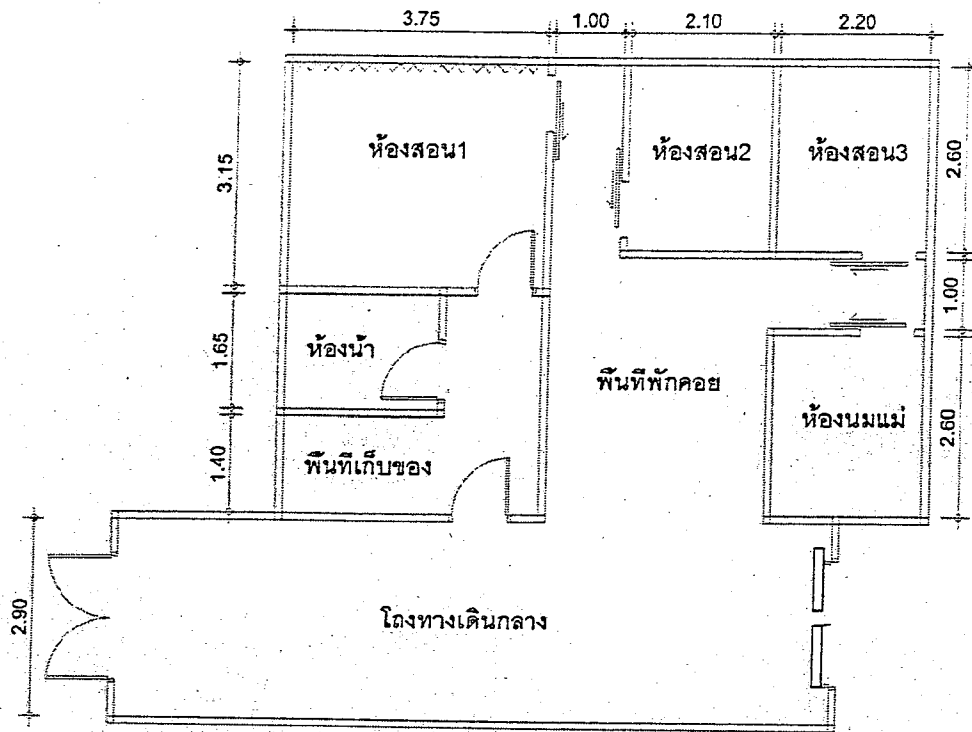 3.75 1.00 2.10 2.20
ห้องสอน1 ห้องสอน2 ห้องสอน3
3.15
2.60
1.00
ห้องน้ำ
1.65
พื้นที่พักคอย
ห้องนมแม่
2.60
พื้นที่เก็บของ
1.40
โถงทางเดินกลาง
2.90